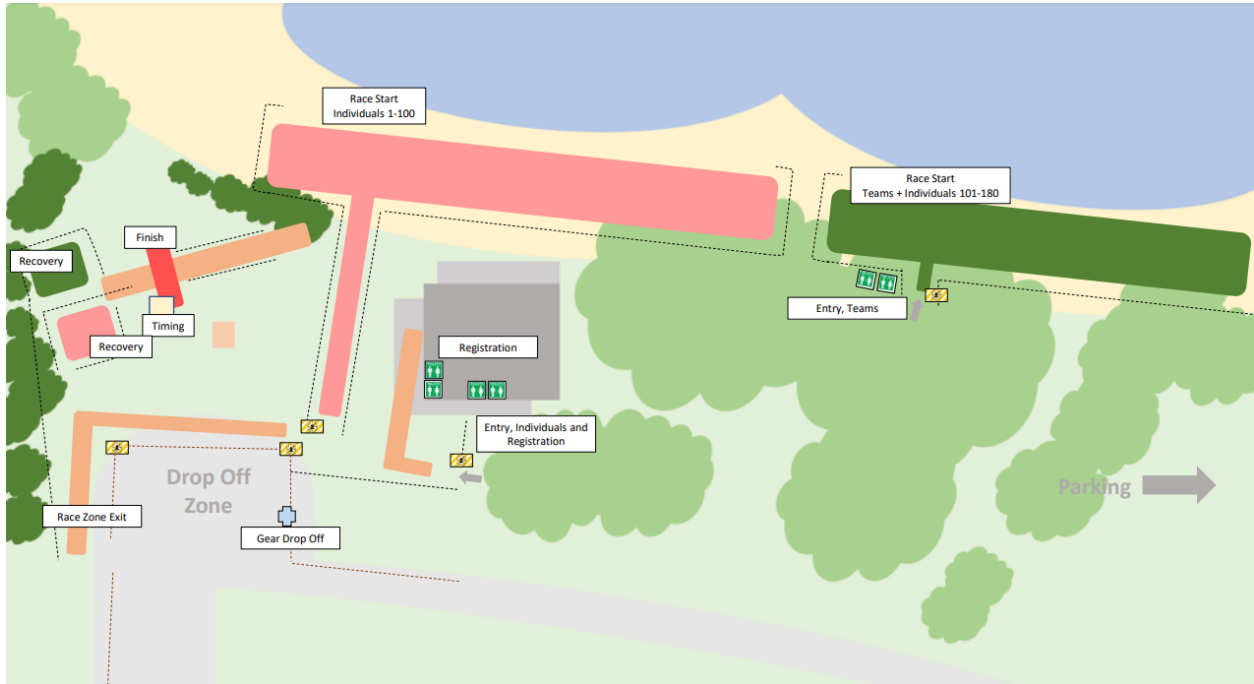 Race Start
Individuals 1-100
Race Start
Teams + Individuals 101-180
Finish
Recovery
Timing
Recovery
Entry, Teams
Registration
Entry, Individuals and
Registration
Drop Off
Zone
Parking
Race Zone Exit
Gear Drop Off